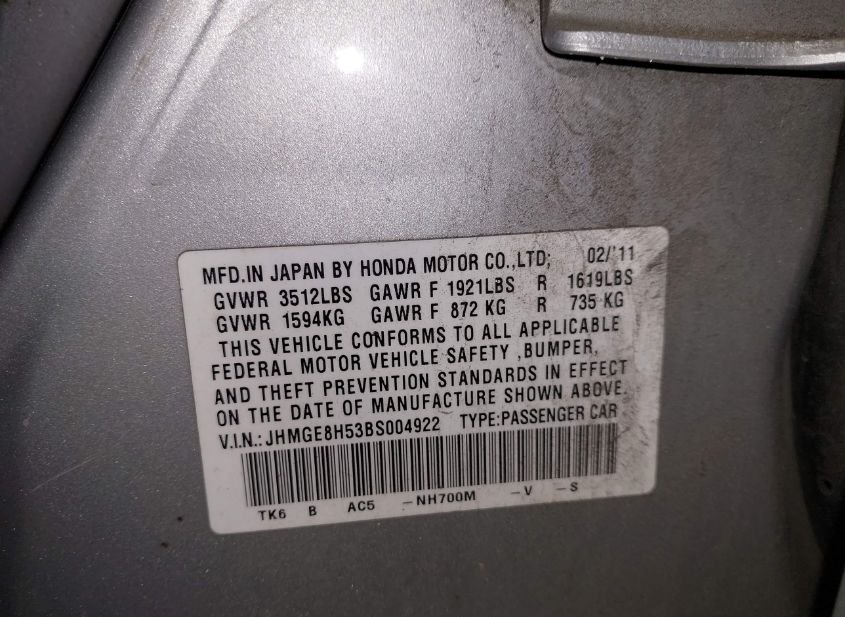 MFD.IN JAPAN BY HONDA MOTOR CO.,LTD; 02/'11
GVWR 3512LBS GAWR F 1921LBS R 1619LBS
GVWR 1594KG GAWR F 872 KG R 735 KG
THIS VEHICLE CONFORMS TO ALL APPLICABLE
FEDERAL MOTOR VEHICLE SAFETY ,BUMPER,
AND THEFT PREVENTION STANDARDS IN EFFECT
ON THE DATE OF MANUFACTURE SHOWN ABOVE.
V.I.N.:JHMGE8H53BS004922 TYPE:PASSENGER CAR
TK6 B AC5 -NH700M -V -S